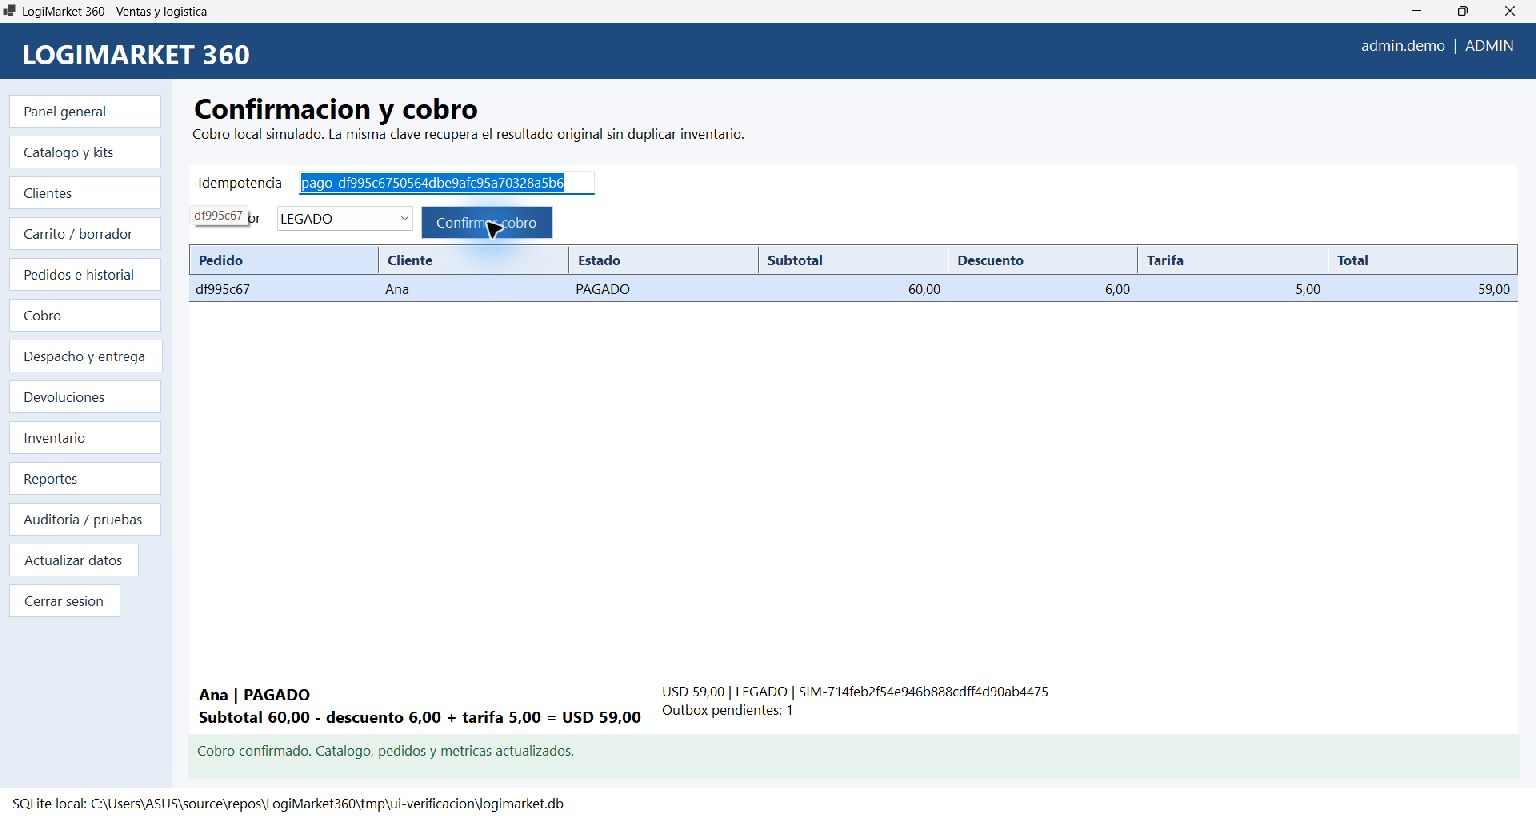 LogiMarket 360 - Ventas y logistica
LOGIMARKET 360
admin.demo | ADMIN
Panel general
Catalogo y kits
Clientes
Carrito / borrador
Pedidos e historial
Cobro
Despacho y entrega
Devoluciones
Inventario
Reportes
Auditoria / pruebas
Actualizar datos
Cerrar sesion
Confirmacion y cobro
Cobro local simulado. La misma clave recupera el resultado original sin duplicar inventario.
Idempotencia
pago-df995c6750564dbe9afc95a70328a5b6
df995c67
LEGADO
cobro
Pedido Cliente Estado Subtotal Descuento Tarifa Total
df995c67 Ana PAGADO 60,00 6,00 5,00 59,00
Ana | PAGADO
Subtotal 60,00 - descuento 6,00 + tarifa 5,00 = USD 59,00
USD 59,00 | LEGADO | SIM-714feb2f54e946b888cdff4d90ab4475
Outbox pendientes: 1
Cobro confirmado. Catalogo, pedidos y metricas actualizados.
SQLite local: C:\Users\ASUS\source\repos\LogiMarket360\tmp\ui-verificacion\logimarket.db